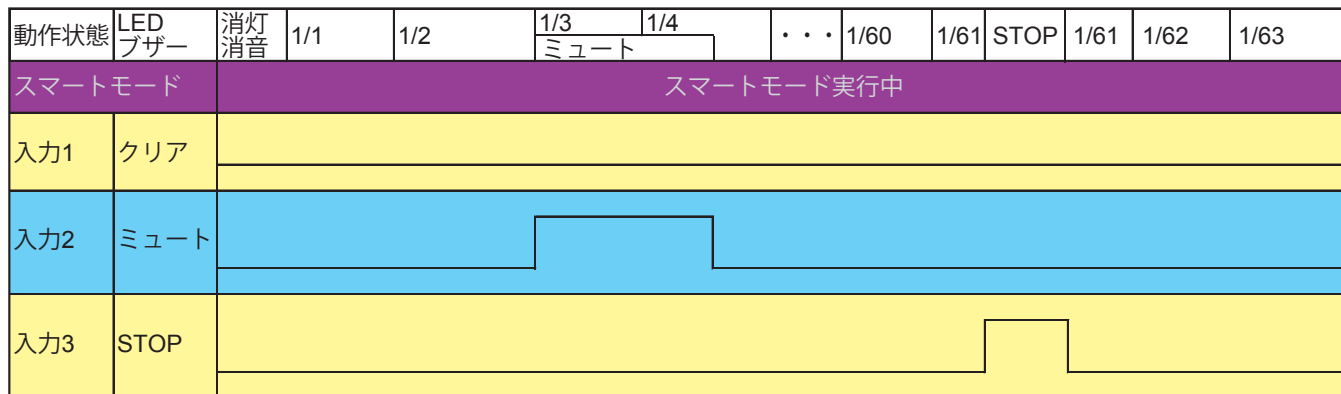 動作状態 LED ブザー 消灯 消音 1/1 1/2 1/3 1/4 ミュート ・・・ 1/60 1/61 STOP 1/61 1/62 1/63
スマートモード スマートモード実行中
入力1 クリア
入力2 ミュート
入力3 STOP